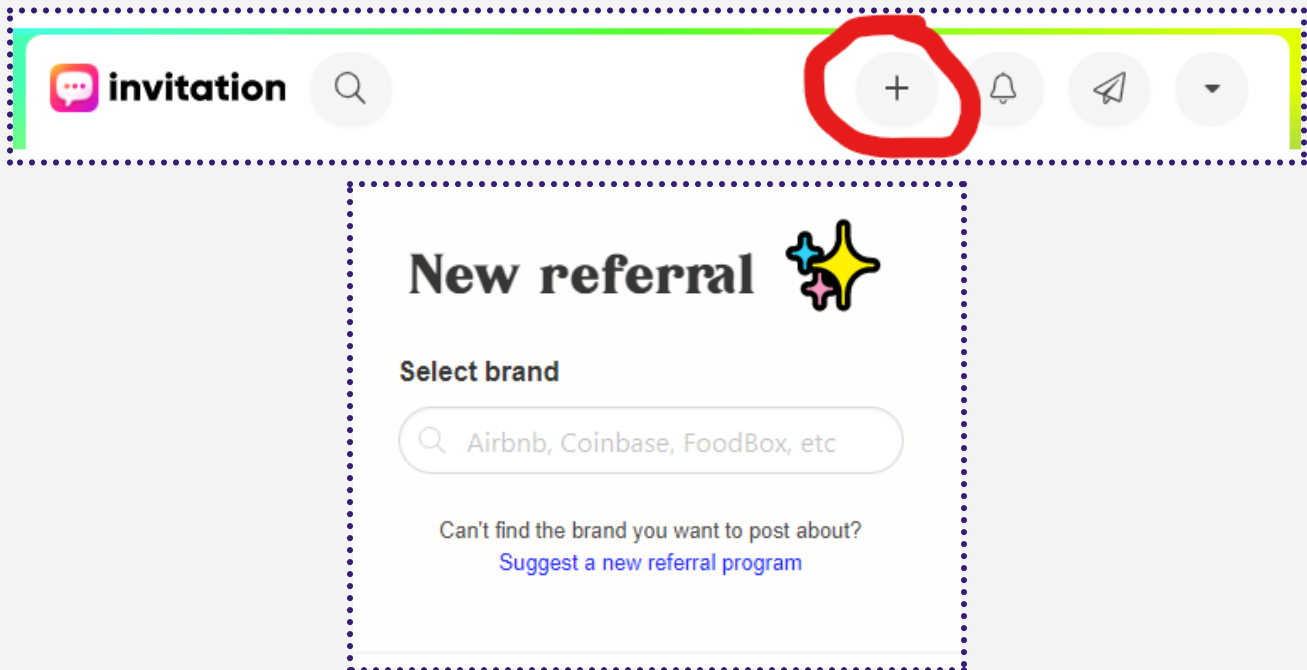 invitation
New referral
Select brand
Airbnb, Coinbase, FoodBox, etc
Can't find the brand you want to post about?
Suggest a new referral program